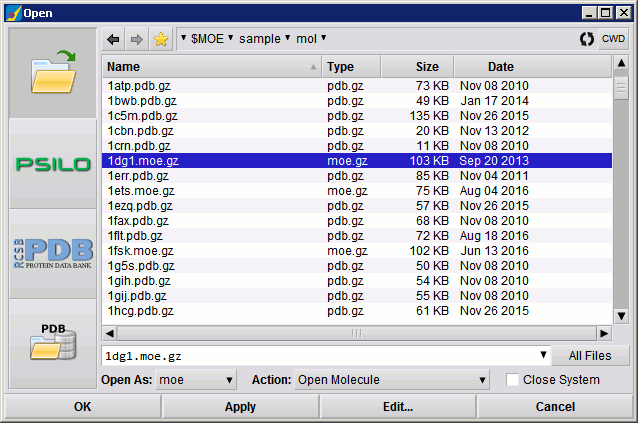 Open
$MOE sample mol CWD
Name Type Size Date
1atp.pdb.gz pdb.gz 73 KB Nov 08 2010
1bwb.pdb.gz pdb.gz 49 KB Jan 17 2014
1c5m.pdb.gz pdb.gz 135 KB Nov 26 2015
1cbn.pdb.gz pdb.gz 20 KB Nov 13 2012
1crn.pdb.gz pdb.gz 11 KB Nov 08 2010
1dg1.moe.gz moe.gz 103 KB Sep 20 2013
1err.pdb.gz pdb.gz 85 KB Nov 04 2011
1ets.moe.gz moe.gz 75 KB Aug 04 2016
1ezq.pdb.gz pdb.gz 57 KB Nov 26 2015
1fax.pdb.gz pdb.gz 68 KB Nov 08 2010
1flt.pdb.gz pdb.gz 72 KB Aug 18 2016
1fsk.moe.gz moe.gz 102 KB Jun 13 2016
1g5s.pdb.gz pdb.gz 50 KB Nov 08 2010
1gih.pdb.gz pdb.gz 54 KB Nov 08 2010
1gij.pdb.gz pdb.gz 55 KB Nov 08 2010
1hcg.pdb.gz pdb.gz 61 KB Nov 26 2015
PSILO
RCSB PDB
PROTEIN DATA BANK
PDB
1dg1.moe.gz All Files
Open As: moe Action: Open Molecule Close System
OK Apply Edit... Cancel